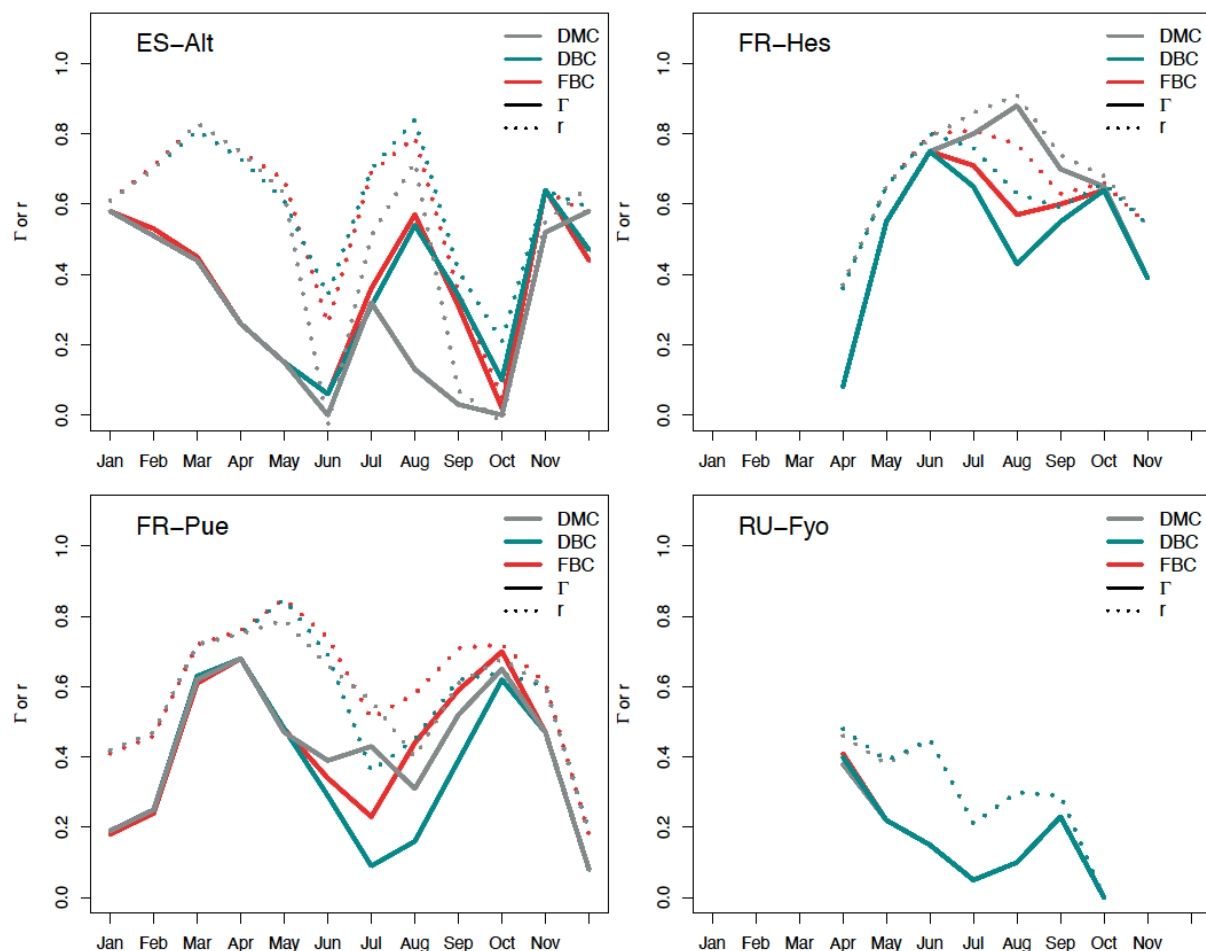 ES−Alt
DMC
DBC
FBC
Γ
r
Γ or r
0.0 0.2 0.4 0.6 0.8 1.0
Jan Feb Mar Apr May Jun Jul Aug Sep Oct Nov
FR−Hes
DMC
DBC
FBC
Γ
r
Γ or r
0.0 0.2 0.4 0.6 0.8 1.0
Jan Feb Mar Apr May Jun Jul Aug Sep Oct Nov
FR−Pue
DMC
DBC
FBC
Γ
r
Γ or r
0.0 0.2 0.4 0.6 0.8 1.0
Jan Feb Mar Apr May Jun Jul Aug Sep Oct Nov
RU−Fyo
DMC
DBC
FBC
Γ
r
Γ or r
0.0 0.2 0.4 0.6 0.8 1.0
Jan Feb Mar Apr May Jun Jul Aug Sep Oct Nov